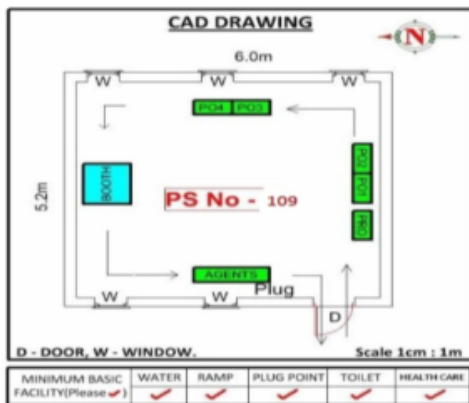 CAD DRAWING
N
6.0m
W W W
PO4 PO3
5.2m
BOOTH
PO2
PO1
PRO
PS No - 109
AGENTS
Plug
W W
D
D - DOOR, W - WINDOW. Scale 1cm : 1m
MINIMUM BASIC FACILITY(Please ✓) WATER RAMP PLUG POINT TOILET HEALTH CARE
✓ ✓ ✓ ✓ ✓